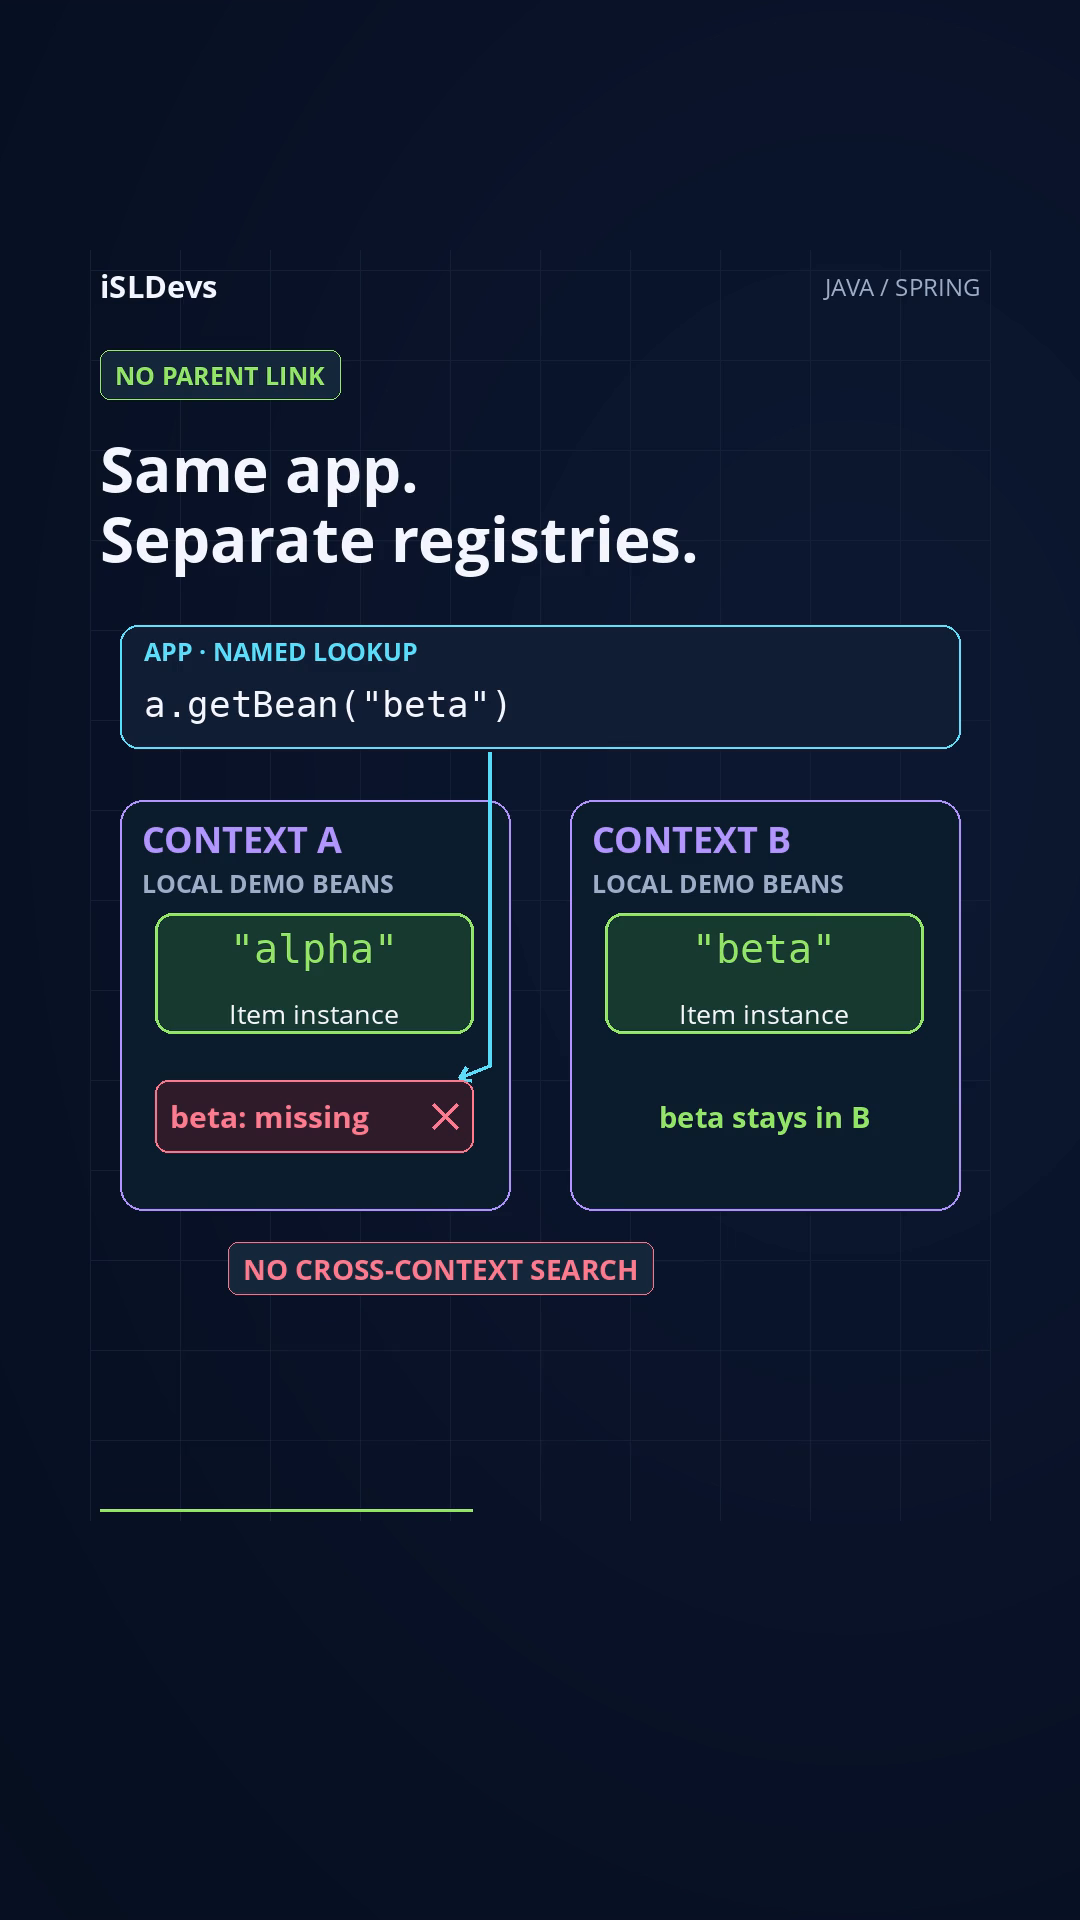 iSLDevs
JAVA / SPRING
NO PARENT LINK
Same app.
Separate registries.
APP · NAMED LOOKUP
a.getBean("beta")
CONTEXT A
LOCAL DEMO BEANS
"alpha"
Item instance
beta: missing
CONTEXT B
LOCAL DEMO BEANS
"beta"
Item instance
beta stays in B
NO CROSS-CONTEXT SEARCH